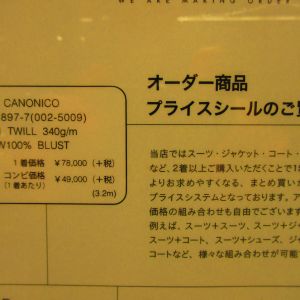 WE ARE MAKING ORDER
オーダー商品
プライスシールのご
CANONICO
897-7(002-5009)
TWILL 340g/m
W100% BLUST
1着価格 ¥78,000 (+税)
コンビ価格 ¥49,000 (+税)
(1着あたり) (3.2m)
当店ではスーツ・ジャケット・コート・
など、2着以上ご購入いただくことで1
よりお求めやすくなる、まとめ買いか
プライスシステムとなっております。ア
価格の組み合わせも自由でございます
例えば、スーツ+スーツ、スーツ+ジャ
スーツ+コート、スーツ+シューズ、ジャ
コートなど、様々な組み合わせが可能で